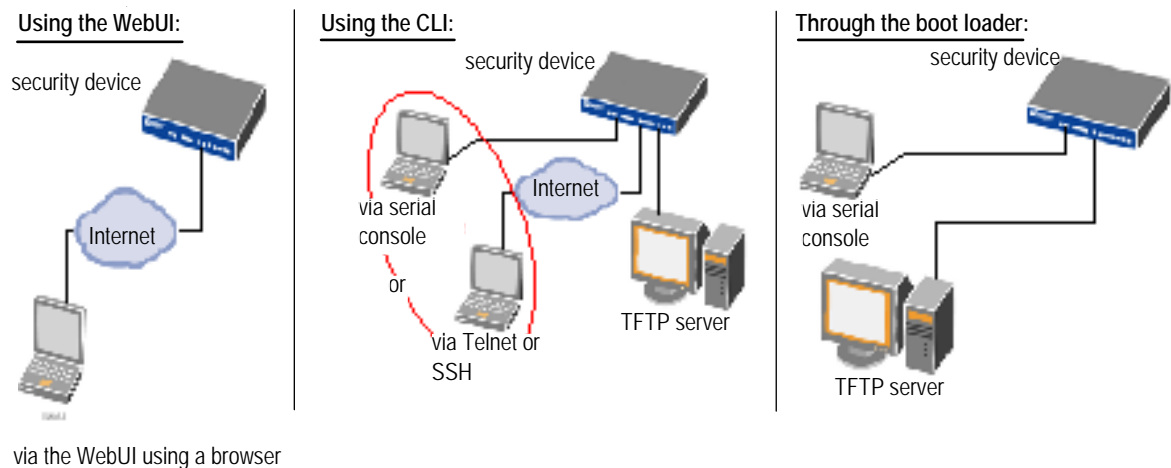 Using the WebUI:
security device
Internet
via the WebUI using a browser
Using the CLI:
security device
via serial
console
or
Internet
via Telnet or
SSH
TFTP server
Through the boot loader:
security device
via serial
console
TFTP server